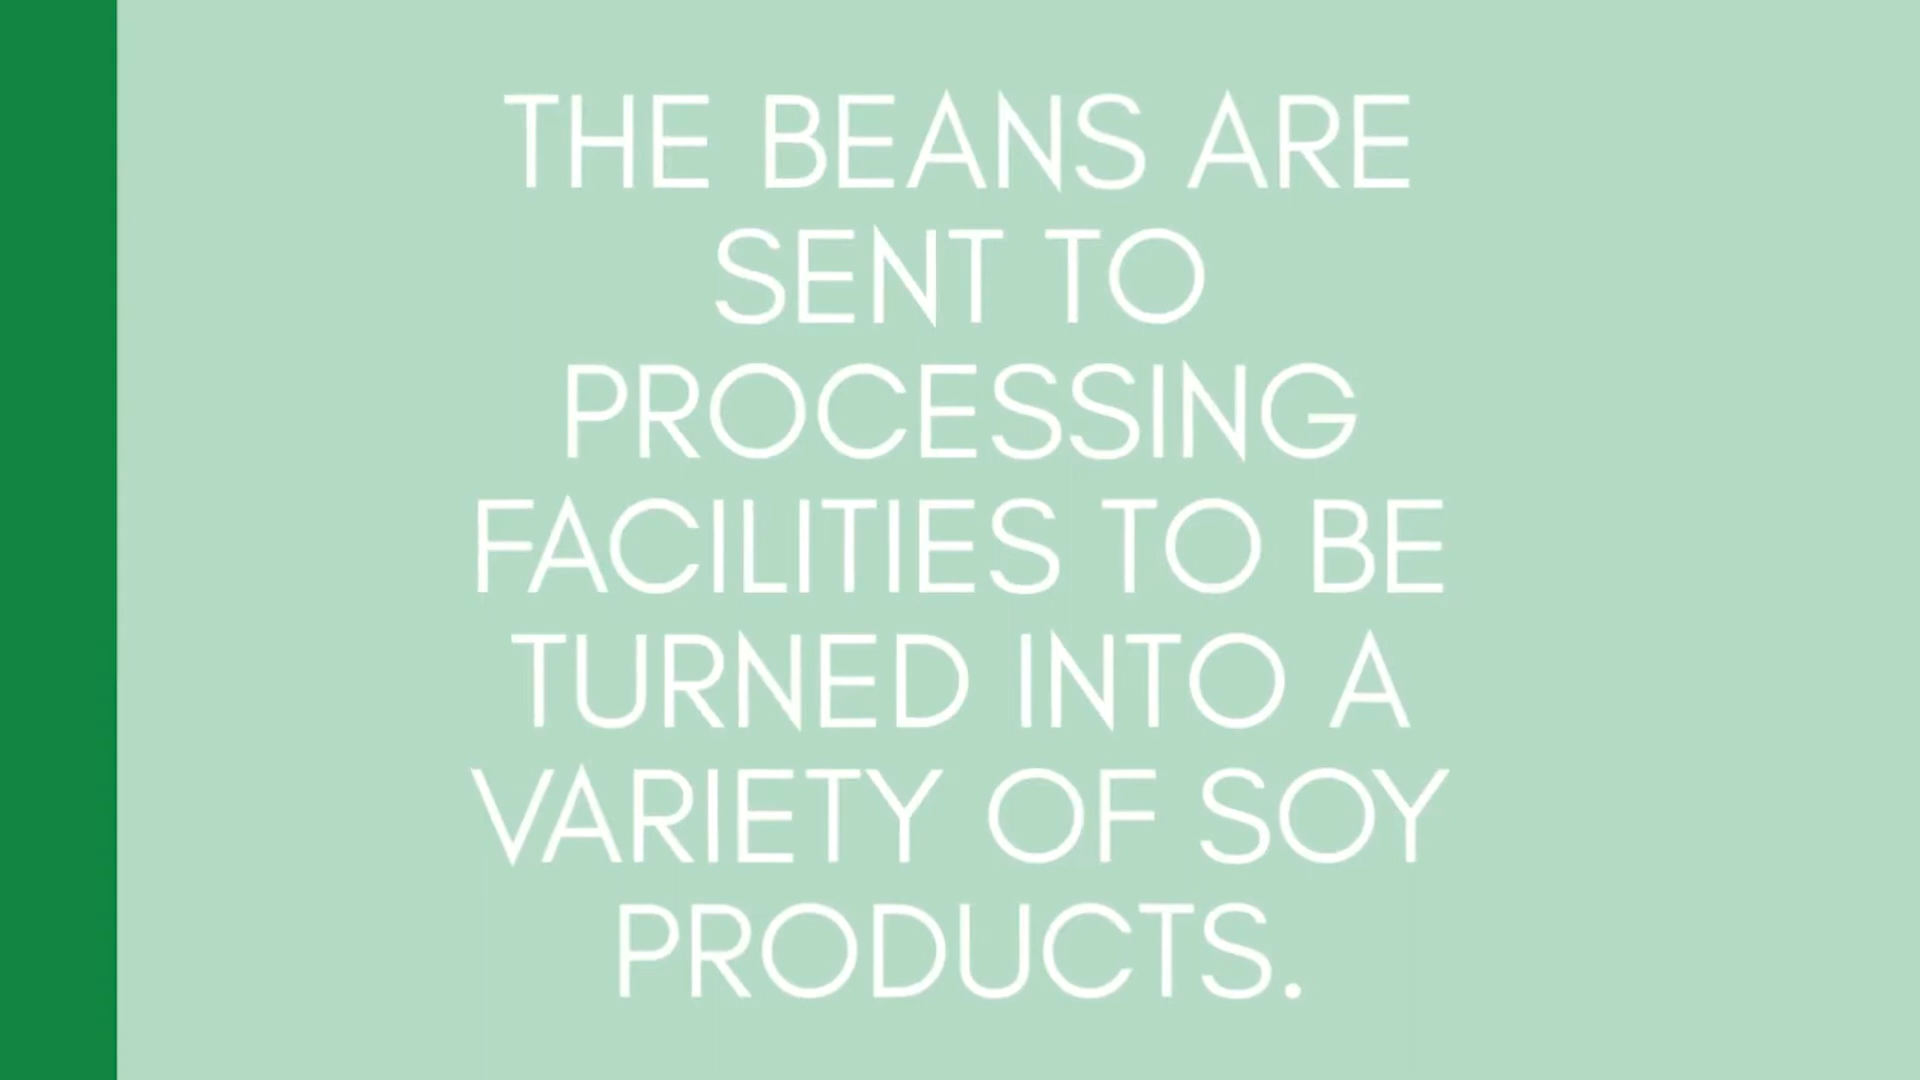 THE BEANS ARE
SENT TO
PROCESSING
FACILITIES TO BE
TURNED INTO A
VARIETY OF SOY
PRODUCTS.